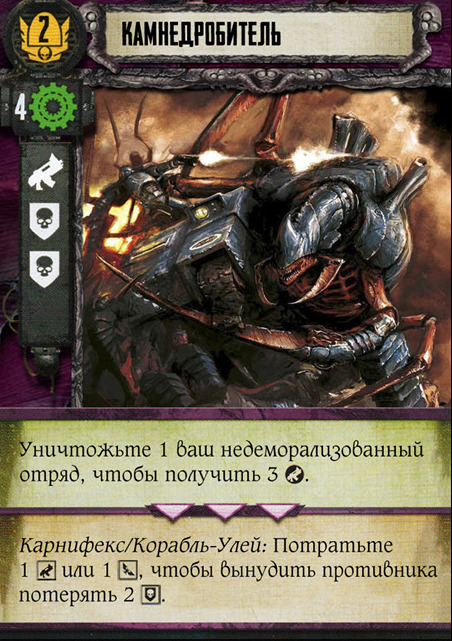 2
КАМНЕДРОБИТЕЛЬ
4
Уничтожьте 1 ваш недеморализованный
отряд, чтобы получить 3 .
Карнифекс/Корабль-Улей: Потратьте
1 или 1 , чтобы вынудить противника
потерять 2 .